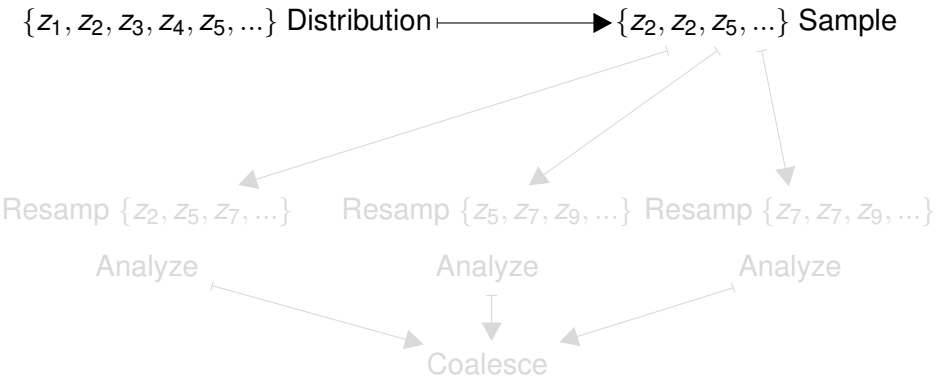 {z₁, z₂, z₃, z₄, z₅, ...} Distribution {z₂, z₂, z₅, ...} Sample
Resamp {z₂, z₅, z₇, ...} Resamp {z₅, z₇, z₉, ...} Resamp {z₇, z₇, z₉, ...}
Analyze Analyze Analyze
Coalesce